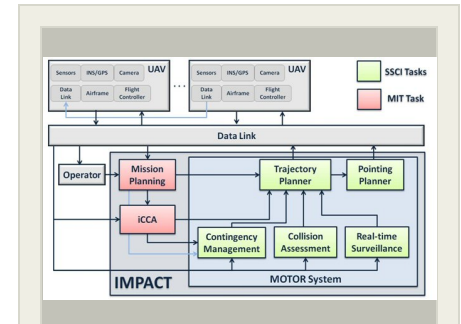 Sensors INS/GPS Camera UAV
Data Link Airframe Flight Controller
...
Sensors INS/GPS Camera UAV
Data Link Airframe Flight Controller
SSCI Tasks
MIT Task
Data Link
Operator
Mission
Planning
Trajectory
Planner
Pointing
Planner
iCCA
Contingency
Management
Collision
Assessment
Real-time
Surveillance
IMPACT
MOTOR System